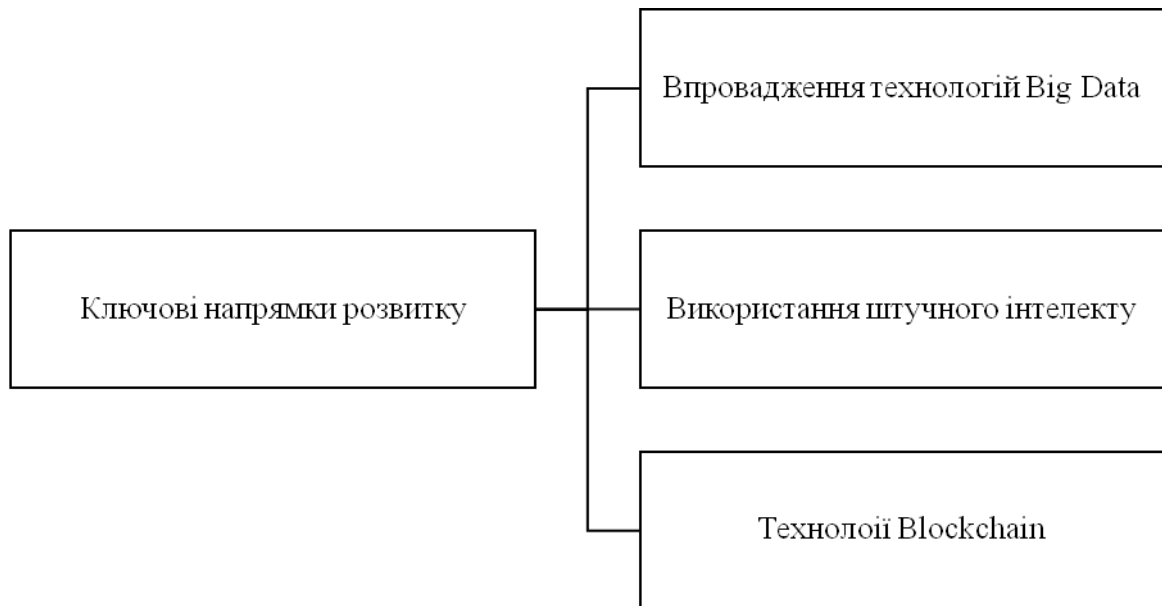 Впровадження технологій Big Data
Ключові напрямки розвитку
Використання штучного інтелекту
Технолоії Blockchain